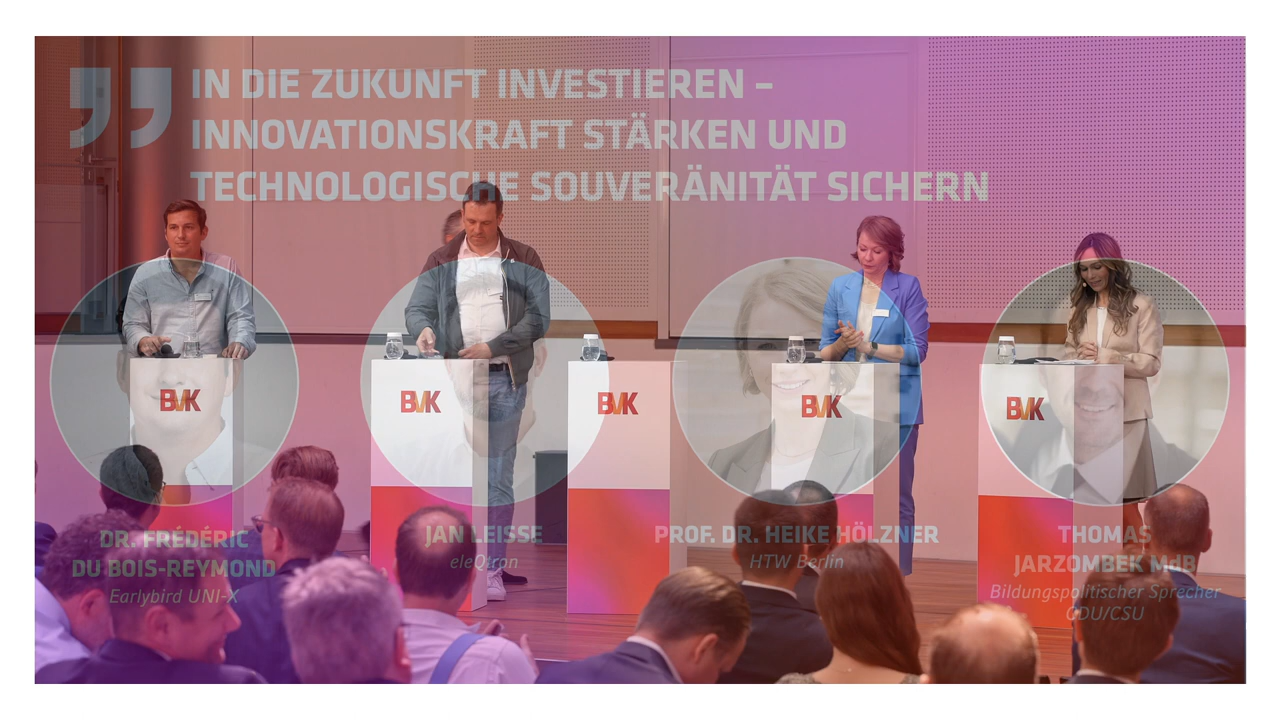 IN DIE ZUKUNFT INVESTIEREN –
INNOVATIONSKRAFT STÄRKEN UND
TECHNOLOGISCHE SOUVERÄNITÄT SICHERN
BVK
BVK
BVK
BVK
BVK
DR. FRÉDÉRIC
DU BOIS-REYMOND
Earlybird UNI-X
JAN LEISSE
eleQtron
PROF. DR. HEIKE HÖLZNER
HTW Berlin
THOMAS
JARZOMBEK MdB
Bildungspolitischer Sprecher
CDU/CSU